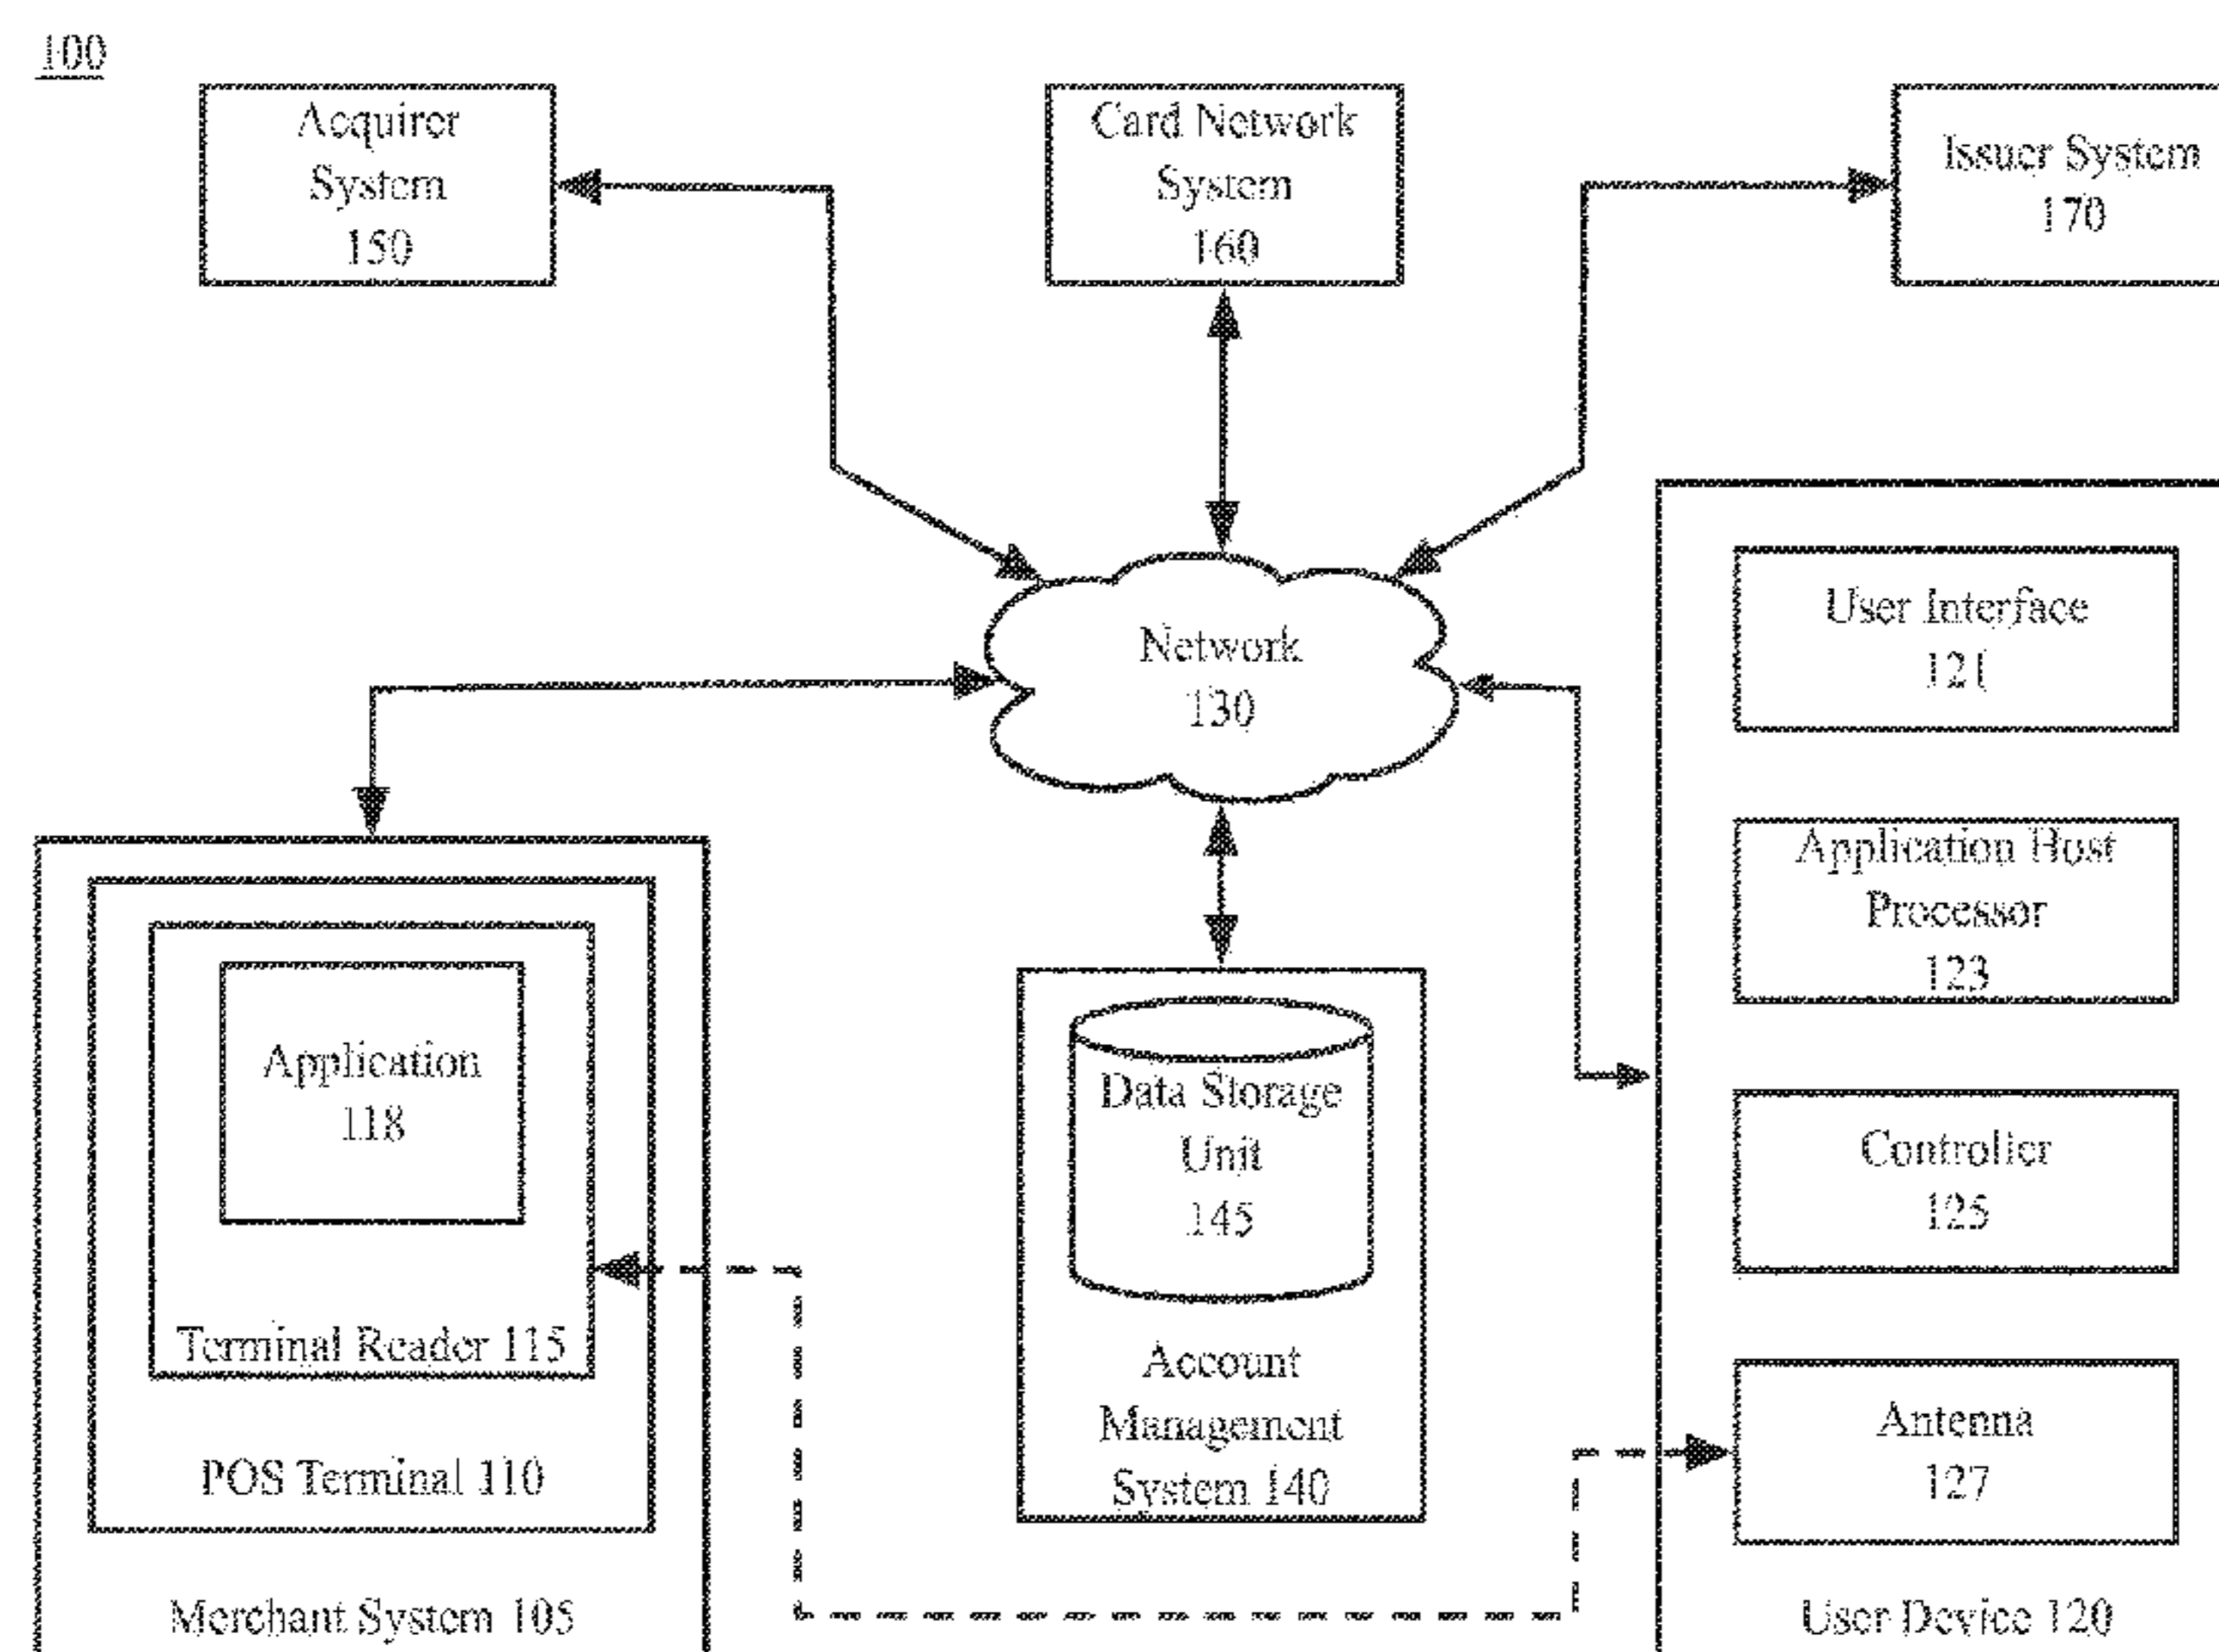 100
Acquirer
System
150
Card Network
System
160
Issuer System
170
Network
130
User Interface
121
Application Host
Processor
123
Controller
125
Antenna
127
User Device 120
Application
118
Terminal Reader 115
POS Terminal 110
Merchant System 105
Data Storage
Unit
145
Account
Management
System 140